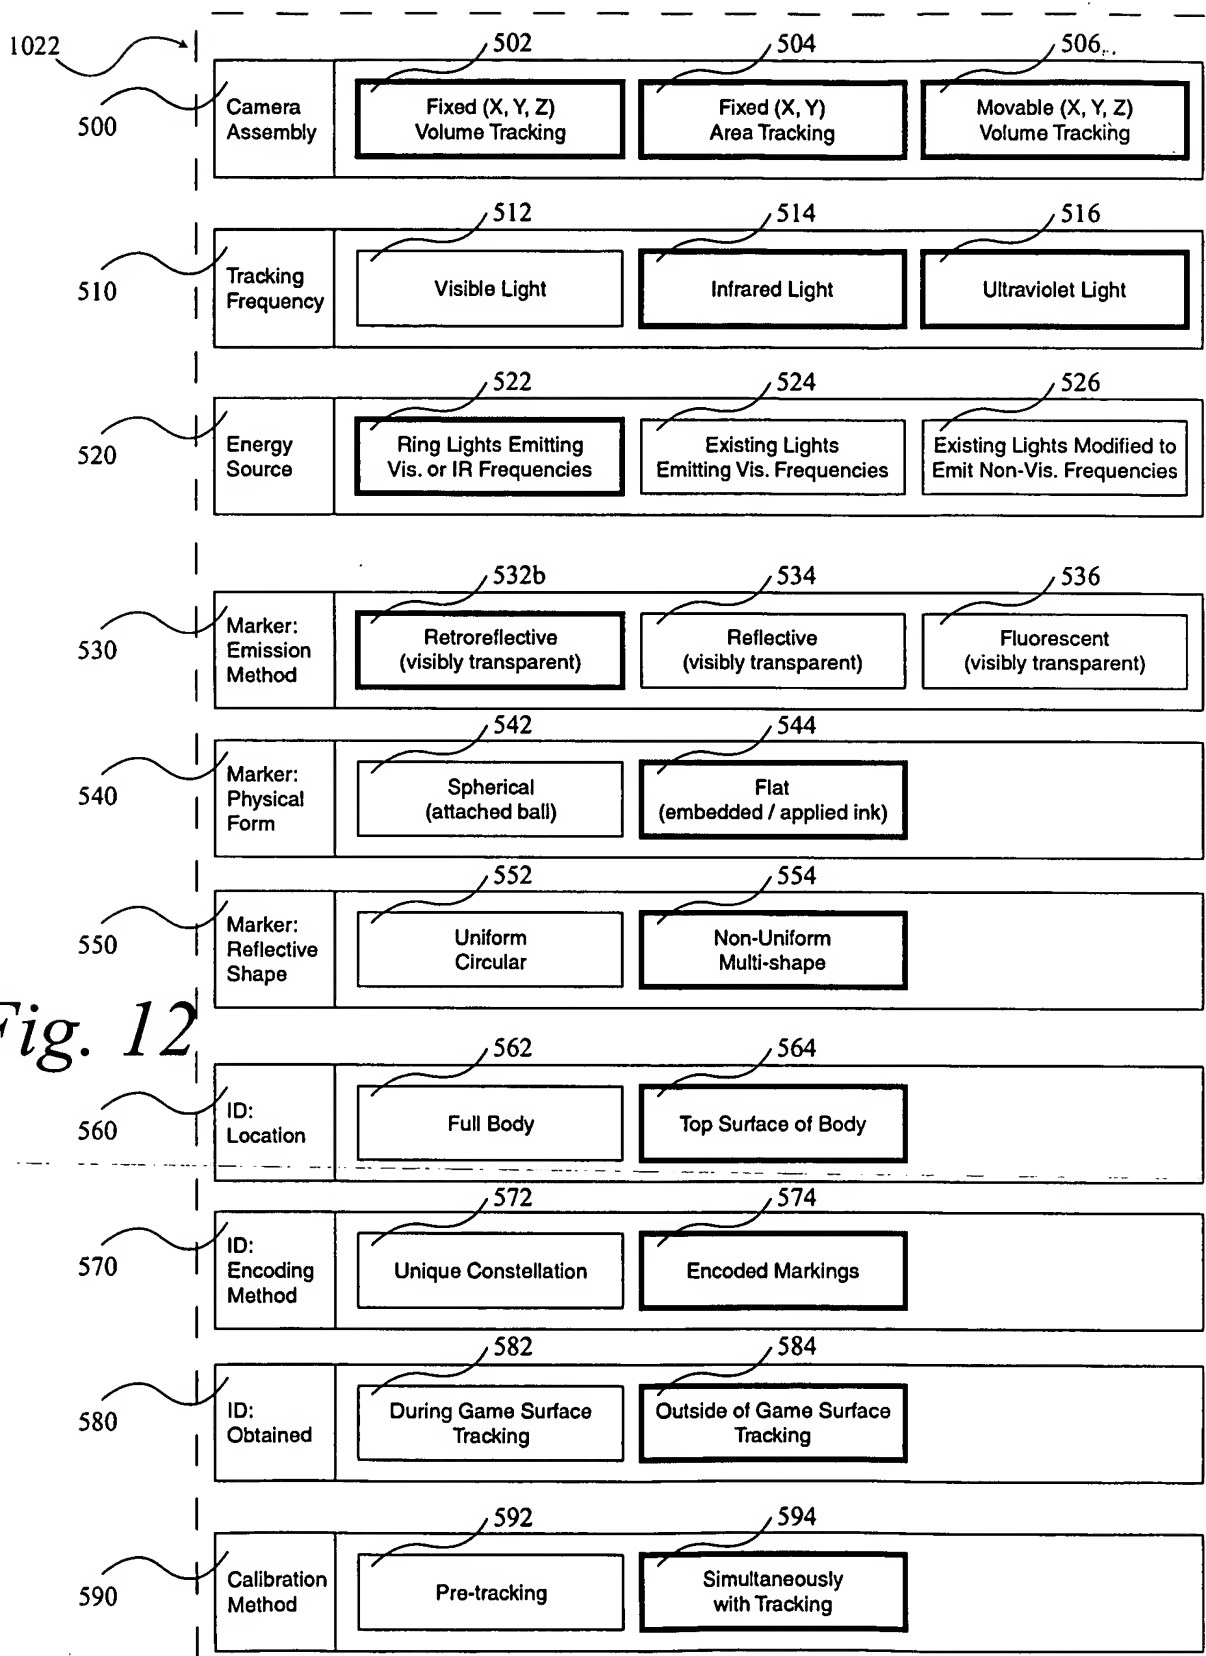 1022
500
Camera
Assembly
502
Fixed (X, Y, Z)
Volume Tracking
504
Fixed (X, Y)
Area Tracking
506
Movable (X, Y, Z)
Volume Tracking
510
Tracking
Frequency
512
Visible Light
514
Infrared Light
516
Ultraviolet Light
520
Energy
Source
522
Ring Lights Emitting
Vis. or IR Frequencies
524
Existing Lights
Emitting Vis. Frequencies
526
Existing Lights Modified to
Emit Non-Vis. Frequencies
530
Marker:
Emission
Method
532b
Retroreflective
(visibly transparent)
534
Reflective
(visibly transparent)
536
Fluorescent
(visibly transparent)
540
Marker:
Physical
Form
542
Spherical
(attached ball)
544
Flat
(embedded / applied ink)
550
Marker:
Reflective
Shape
552
Uniform
Circular
554
Non-Uniform
Multi-shape
Fig. 12
560
ID:
Location
562
Full Body
564
Top Surface of Body
570
ID:
Encoding
Method
572
Unique Constellation
574
Encoded Markings
580
ID:
Obtained
582
During Game Surface
Tracking
584
Outside of Game Surface
Tracking
590
Calibration
Method
592
Pre-tracking
594
Simultaneously
with Tracking